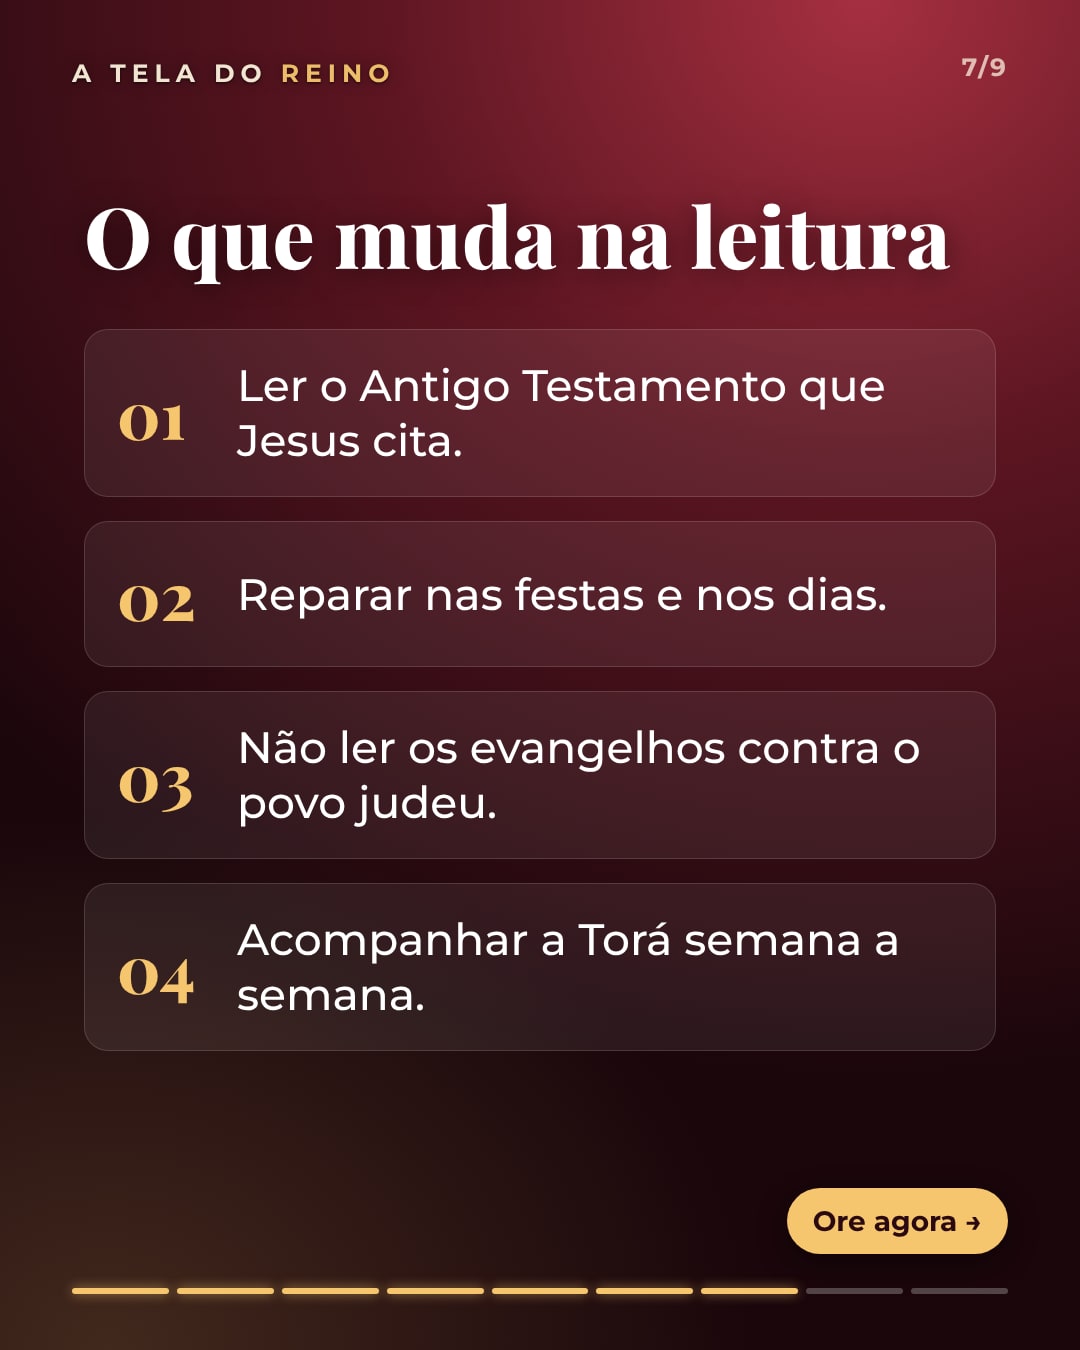 A TELA DO REINO
7/9
O que muda na leitura
01
Ler o Antigo Testamento que
Jesus cita.
02
Reparar nas festas e nos dias.
03
Não ler os evangelhos contra o
povo judeu.
04
Acompanhar a Torá semana a
semana.
Ore agora →